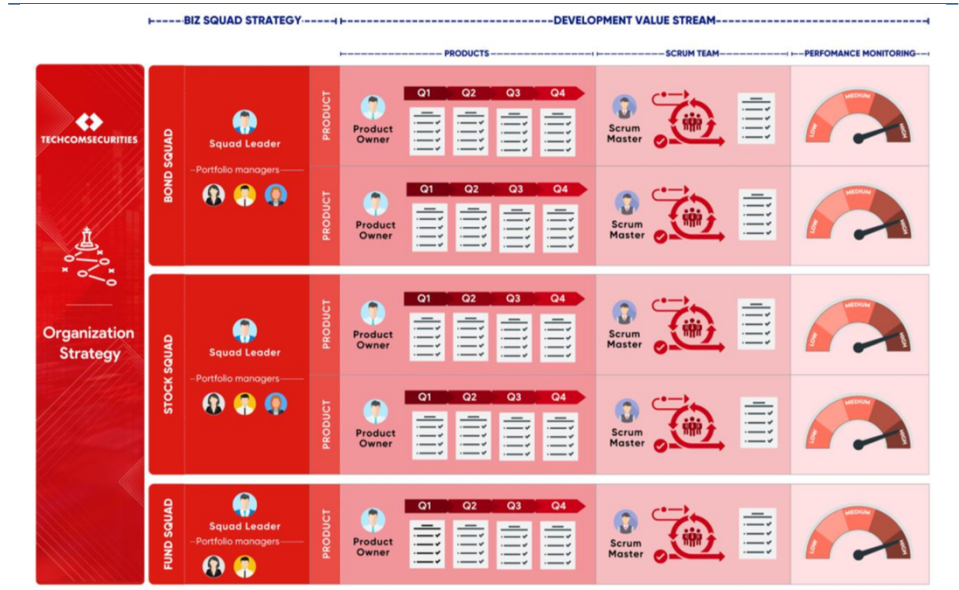 BIZ SQUAD STRATEGY
DEVELOPMENT VALUE STREAM
PRODUCTS
SCRUM TEAM
PERFOMANCE MONITORING
TECHCOMSECURITIES
Organization
Strategy
BOND SQUAD
Squad Leader
Portfolio managers
PRODUCT
Product
Owner
Q1 Q2 Q3 Q4
Scrum
Master
LOW MEDIUM HIGH
PRODUCT
Product
Owner
Q1 Q2 Q3 Q4
Scrum
Master
LOW MEDIUM HIGH
STOCK SQUAD
Squad Leader
Portfolio managers
PRODUCT
Product
Owner
Q1 Q2 Q3 Q4
Scrum
Master
LOW MEDIUM HIGH
PRODUCT
Product
Owner
Q1 Q2 Q3 Q4
Scrum
Master
LOW MEDIUM HIGH
FUND SQUAD
Squad Leader
Portfolio managers
PRODUCT
Product
Owner
Q1 Q2 Q3 Q4
Scrum
Master
LOW MEDIUM HIGH